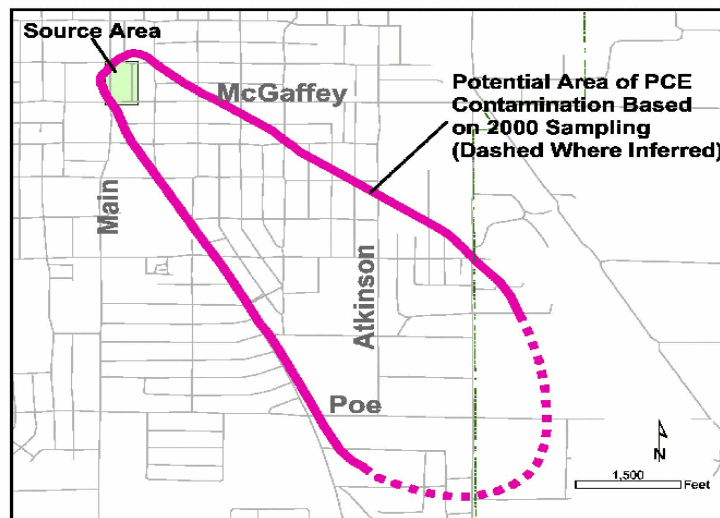 Source Area
McGaffey
Potential Area of PCE
Contamination Based
on 2000 Sampling
(Dashed Where Inferred)
Main
Atkinson
Poe
N
1,500
Feet